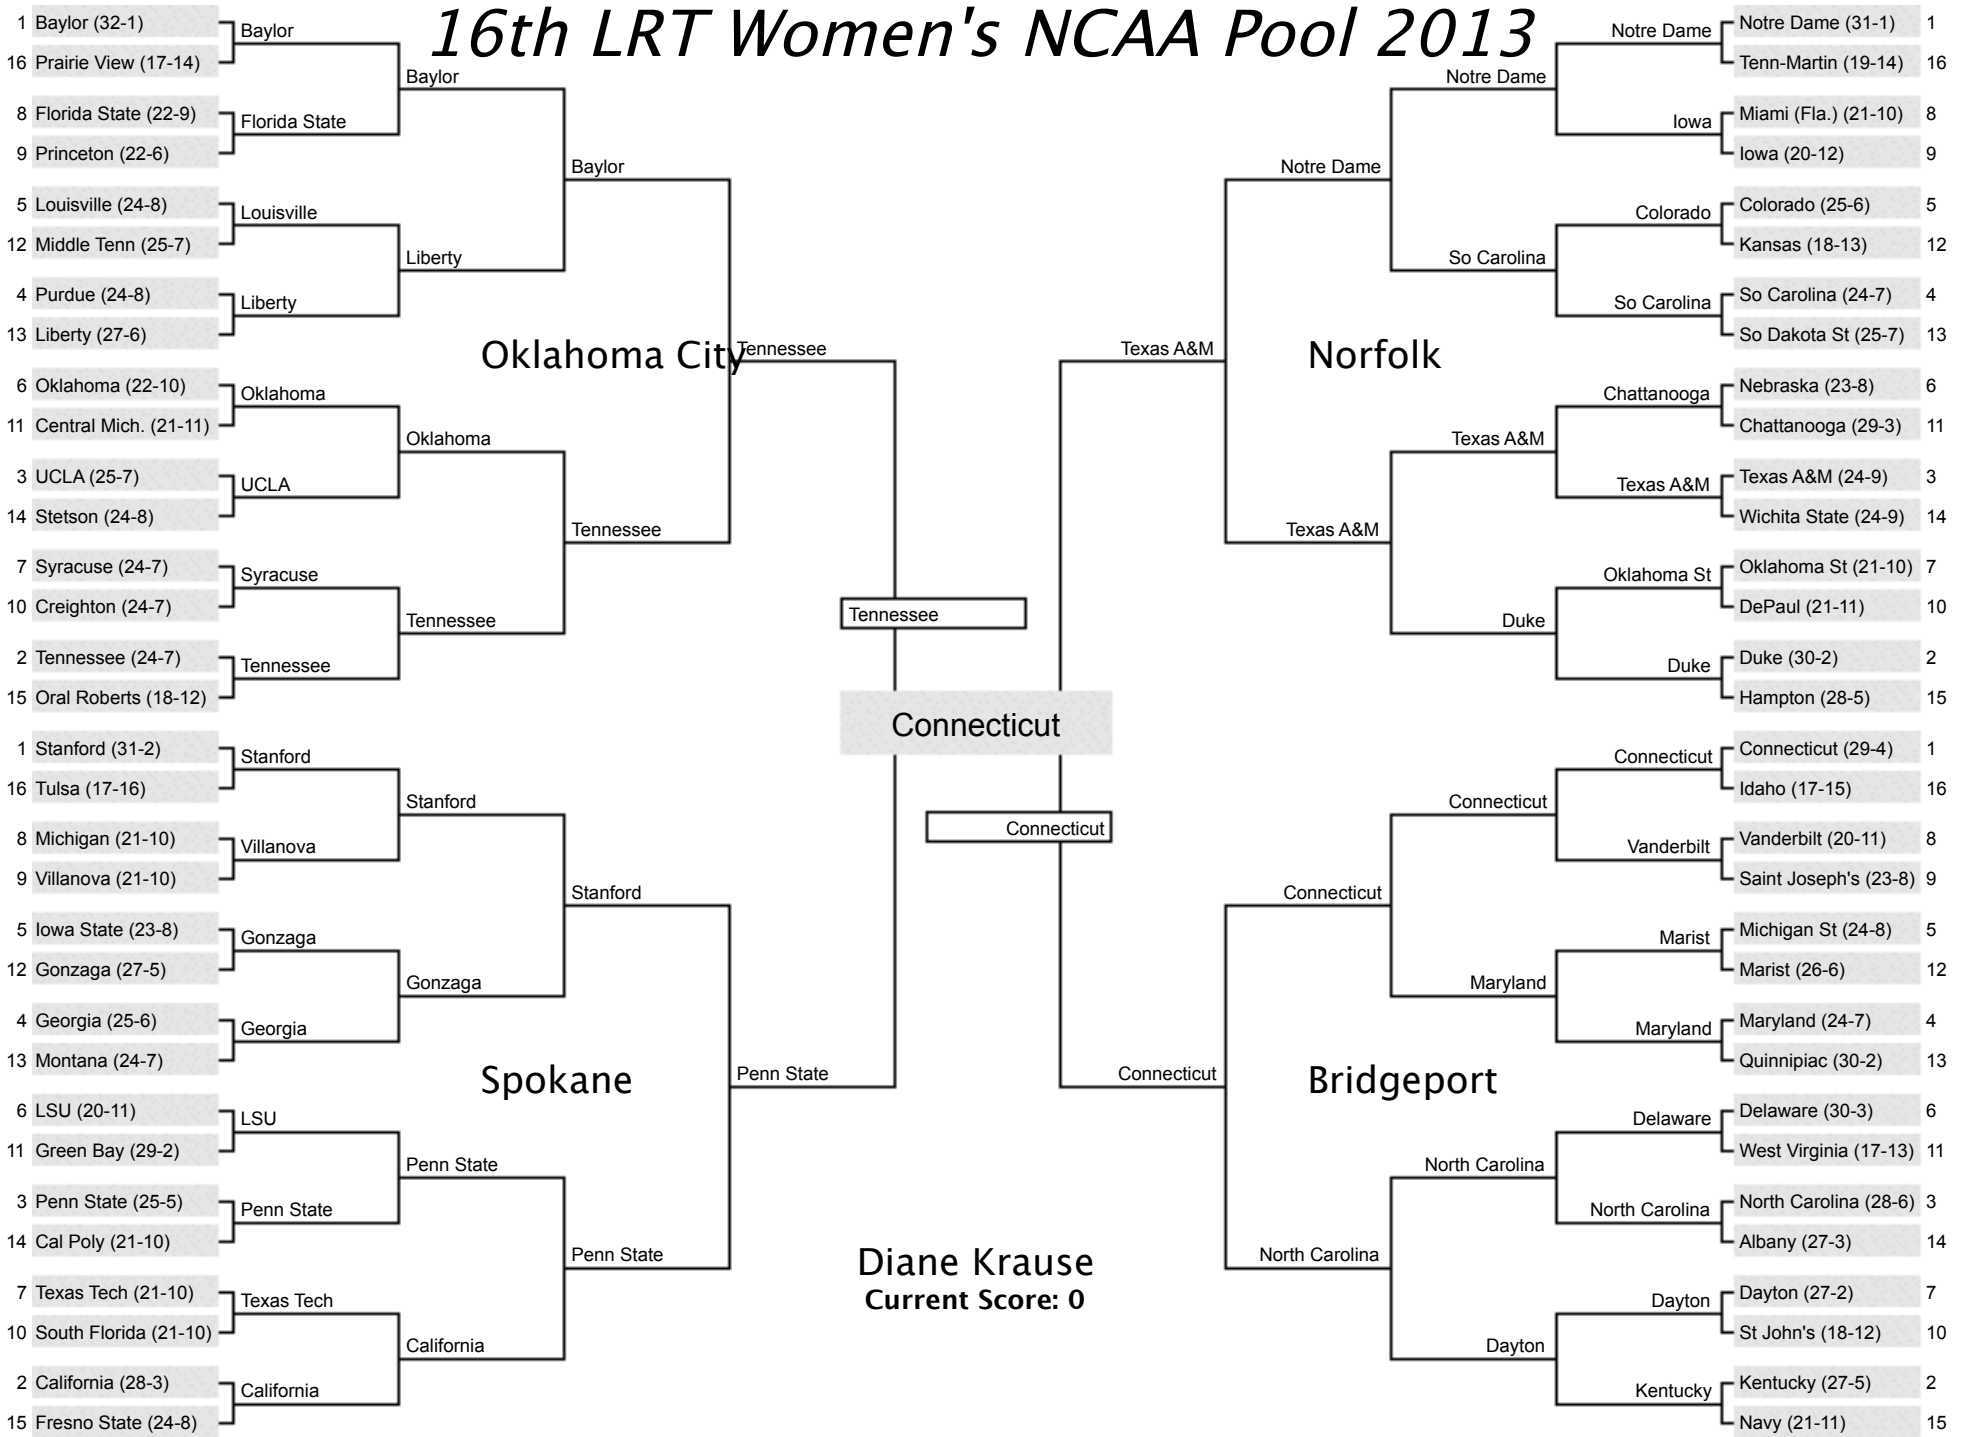 16th LRT Women's NCAA Pool 2013
1 Baylor (32-1)
16 Prairie View (17-14)
8 Florida State (22-9)
9 Princeton (22-6)
5 Louisville (24-8)
12 Middle Tenn (25-7)
4 Purdue (24-8)
13 Liberty (27-6)
6 Oklahoma (22-10)
11 Central Mich. (21-11)
3 UCLA (25-7)
14 Stetson (24-8)
7 Syracuse (24-7)
10 Creighton (24-7)
2 Tennessee (24-7)
15 Oral Roberts (18-12)
Baylor
Florida State
Louisville
Liberty
Oklahoma
UCLA
Syracuse
Tennessee
Baylor
Liberty
Oklahoma
Tennessee
Baylor
Tennessee
Oklahoma City
Tennessee
1 Stanford (31-2)
16 Tulsa (17-16)
8 Michigan (21-10)
9 Villanova (21-10)
5 Iowa State (23-8)
12 Gonzaga (27-5)
4 Georgia (25-6)
13 Montana (24-7)
6 LSU (20-11)
11 Green Bay (29-2)
3 Penn State (25-5)
14 Cal Poly (21-10)
7 Texas Tech (21-10)
10 South Florida (21-10)
2 California (28-3)
15 Fresno State (24-8)
Stanford
Villanova
Gonzaga
Georgia
LSU
Penn State
Texas Tech
California
Stanford
Gonzaga
Penn State
California
Stanford
Penn State
Spokane
Penn State
Tennessee
Connecticut
Connecticut
Diane Krause
Current Score: 0
Texas A&M
Norfolk
Notre Dame
Texas A&M
Notre Dame
So Carolina
Texas A&M
Duke
Notre Dame
Iowa
Colorado
So Carolina
Chattanooga
Texas A&M
Oklahoma St
Duke
Notre Dame (31-1) 1
Tenn-Martin (19-14) 16
Miami (Fla.) (21-10) 8
Iowa (20-12) 9
Colorado (25-6) 5
Kansas (18-13) 12
So Carolina (24-7) 4
So Dakota St (25-7) 13
Nebraska (23-8) 6
Chattanooga (29-3) 11
Texas A&M (24-9) 3
Wichita State (24-9) 14
Oklahoma St (21-10) 7
DePaul (21-11) 10
Duke (30-2) 2
Hampton (28-5) 15
Connecticut
Bridgeport
Connecticut
North Carolina
Connecticut
Maryland
North Carolina
Dayton
Connecticut
Vanderbilt
Marist
Maryland
Delaware
North Carolina
Dayton
Kentucky
Connecticut (29-4) 1
Idaho (17-15) 16
Vanderbilt (20-11) 8
Saint Joseph's (23-8) 9
Michigan St (24-8) 5
Marist (26-6) 12
Maryland (24-7) 4
Quinnipiac (30-2) 13
Delaware (30-3) 6
West Virginia (17-13) 11
North Carolina (28-6) 3
Albany (27-3) 14
Dayton (27-2) 7
St John's (18-12) 10
Kentucky (27-5) 2
Navy (21-11) 15